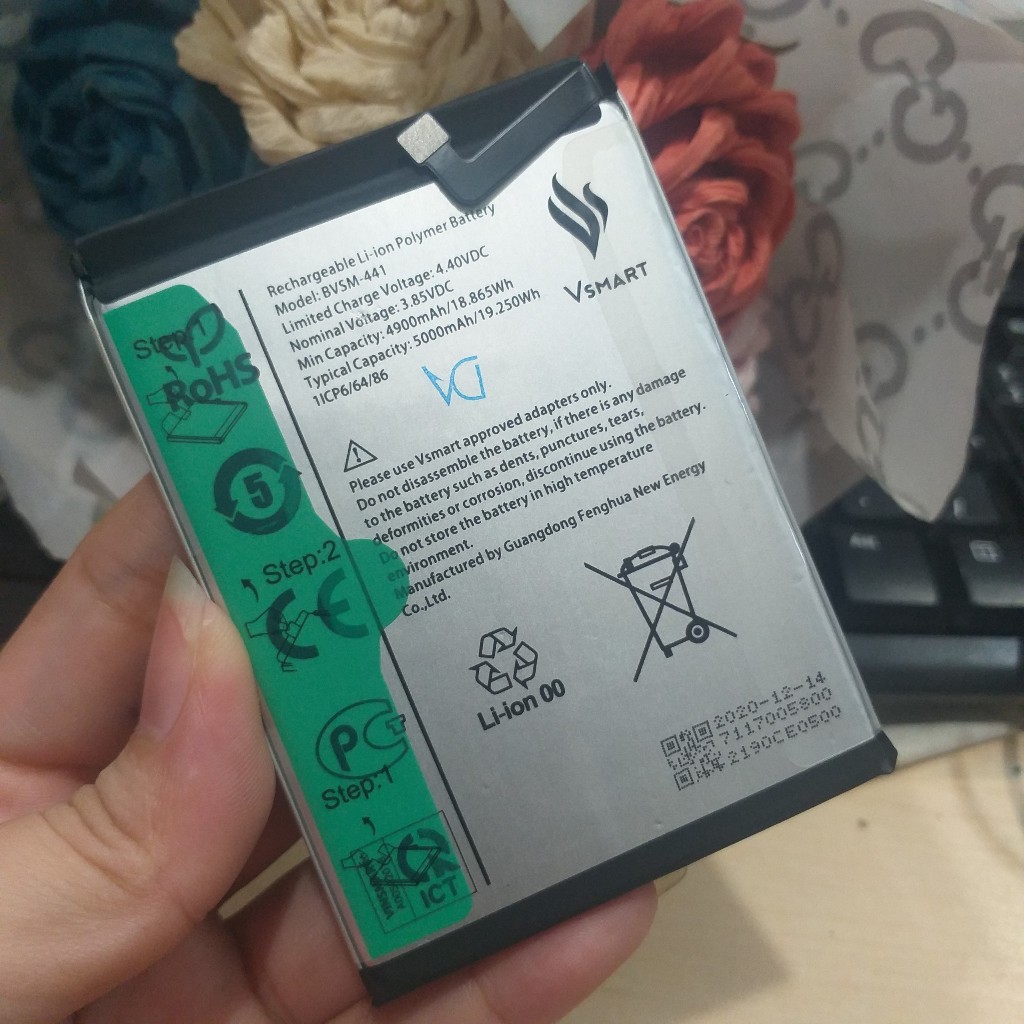 Rechargeable Li-ion Polymer Battery
Model: BVSM-441
Limited Charge Voltage: 4.40VDC
Nominal Voltage: 3.85VDC
Min Capacity: 4900mAh/18.865Wh
Typical Capacity: 5000mAh/19.250Wh
1ICP6/64/86
VSMART
Please use Vsmart approved adapters only.
Do not disassemble the battery, if there is any damage
to the battery such as dents, punctures, tears,
deformities or corrosion, discontinue using the battery.
Do not store the battery in high temperature
environment.
Manufactured by Guangdong Fenghua New Energy
Co.,Ltd.
Li-ion 00
2020-12-14
7117005800
2190CE0500
Step:1
RoHS
5
Step:2
CE
PC
Step:1
ICT